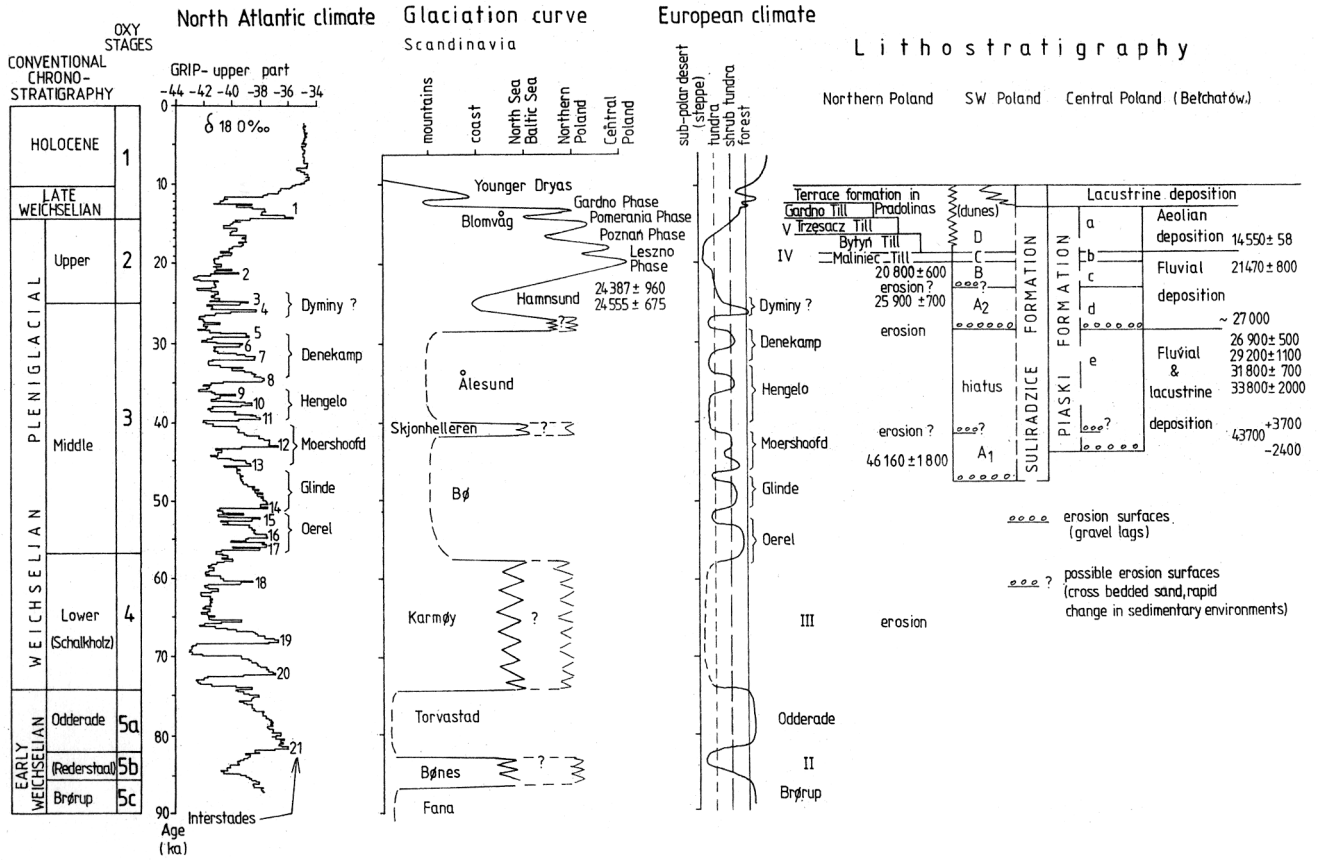 North Atlantic climate
Glaciation curve
European climate
Lithostratigraphy
OXY
STAGES
CONVENTIONAL
CHRONO-
STRATIGRAPHY
GRIP- upper part
-44 -42 -40 -38 -36 -34
δ 18 0‰
Scandinavia
mountains
coast
North Sea
Baltic Sea
Northern
Poland
Central
Poland
sub-polar desert
(steppe)
tundra
shrub tundra
forest
Northern Poland
SW Poland
Central Poland (Bełchatów.)
0
10
20
30
40
50
60
70
80
90
Age
(ka)
HOLOCENE
LATE
WEICHSELIAN
WEICHSELIAN PLENIGLACIAL
Upper
Middle
Lower
(Schalkholz)
EARLY
WEICHSELIAN
Odderade
(Rederstaal)
Brørup
1
2
3
4
5a
5b
5c
1
2
3
4
5
6
7
8
9
10
11
12
13
14
15
16
17
18
19
20
21
Interstades
Dyminy ?
Denekamp
Hengelo
Moershoofd
Glinde
Oerel
Younger Dryas
Gardno Phase
Blomvåg
Pomerania Phase
Poznań Phase
Leszno
Phase
24387± 960
Hamnsund
24555± 675
?
Ålesund
Skjonhelleren
?
Bø
Karmøy
?
Torvastad
Bønes
?
Fana
Dyminy ?
Denekamp
Hengelo
Moershoofd
Glinde
Oerel
III
Odderade
II
Brørup
IV
V
Terrace formation in
Gardno Till
Pradolinas
Trzęsacz Till
Bytyń Till
Maliniec Till
20 800±600
erosion ?
25 900 ±700
erosion
erosion ?
46 160 ±1800
erosion
(dunes)
D
C
B
?
A2
hiatus
?
A1
SULIRADZICE FORMATION
PIASKI FORMATION
a
b
c
d
e
?
Lacustrine deposition
Aeolian
deposition
14550± 58
Fluvial
21470±800
deposition
~ 27000
26 900±500
Fluvial
29200±1100
&
31800± 700
lacustrine
33800±2000
deposition
43700 +3700
-2400
erosion surfaces
(gravel lags)
? possible erosion surfaces
(cross bedded sand, rapid
change in sedimentary environments)